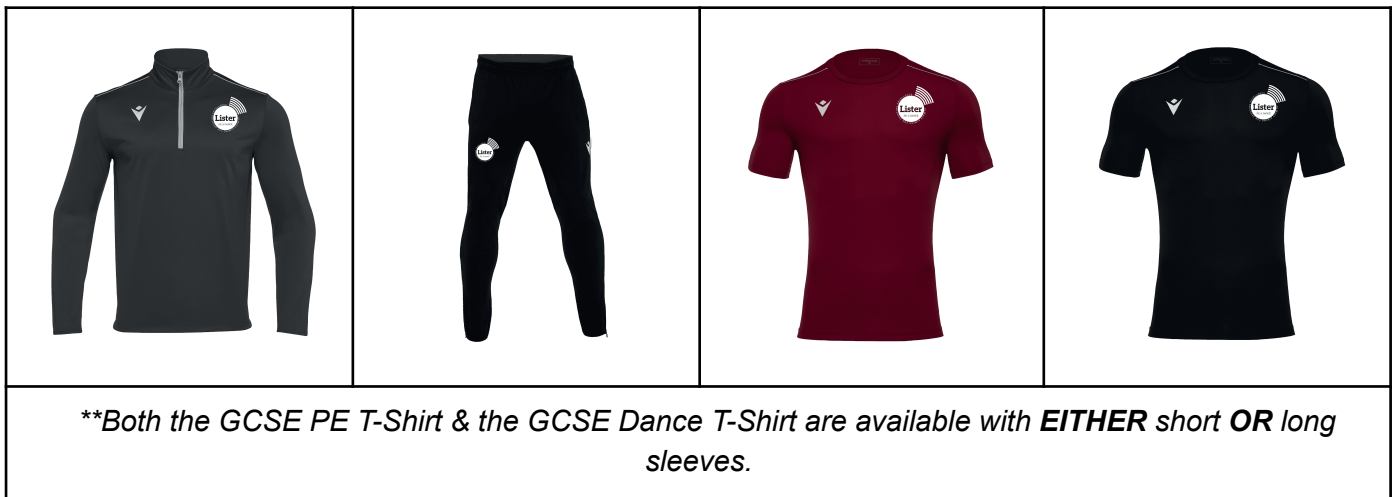 Lister
Lister
Lister
Lister
**Both the GCSE PE T-Shirt & the GCSE Dance T-Shirt are available with EITHER short OR long
sleeves.